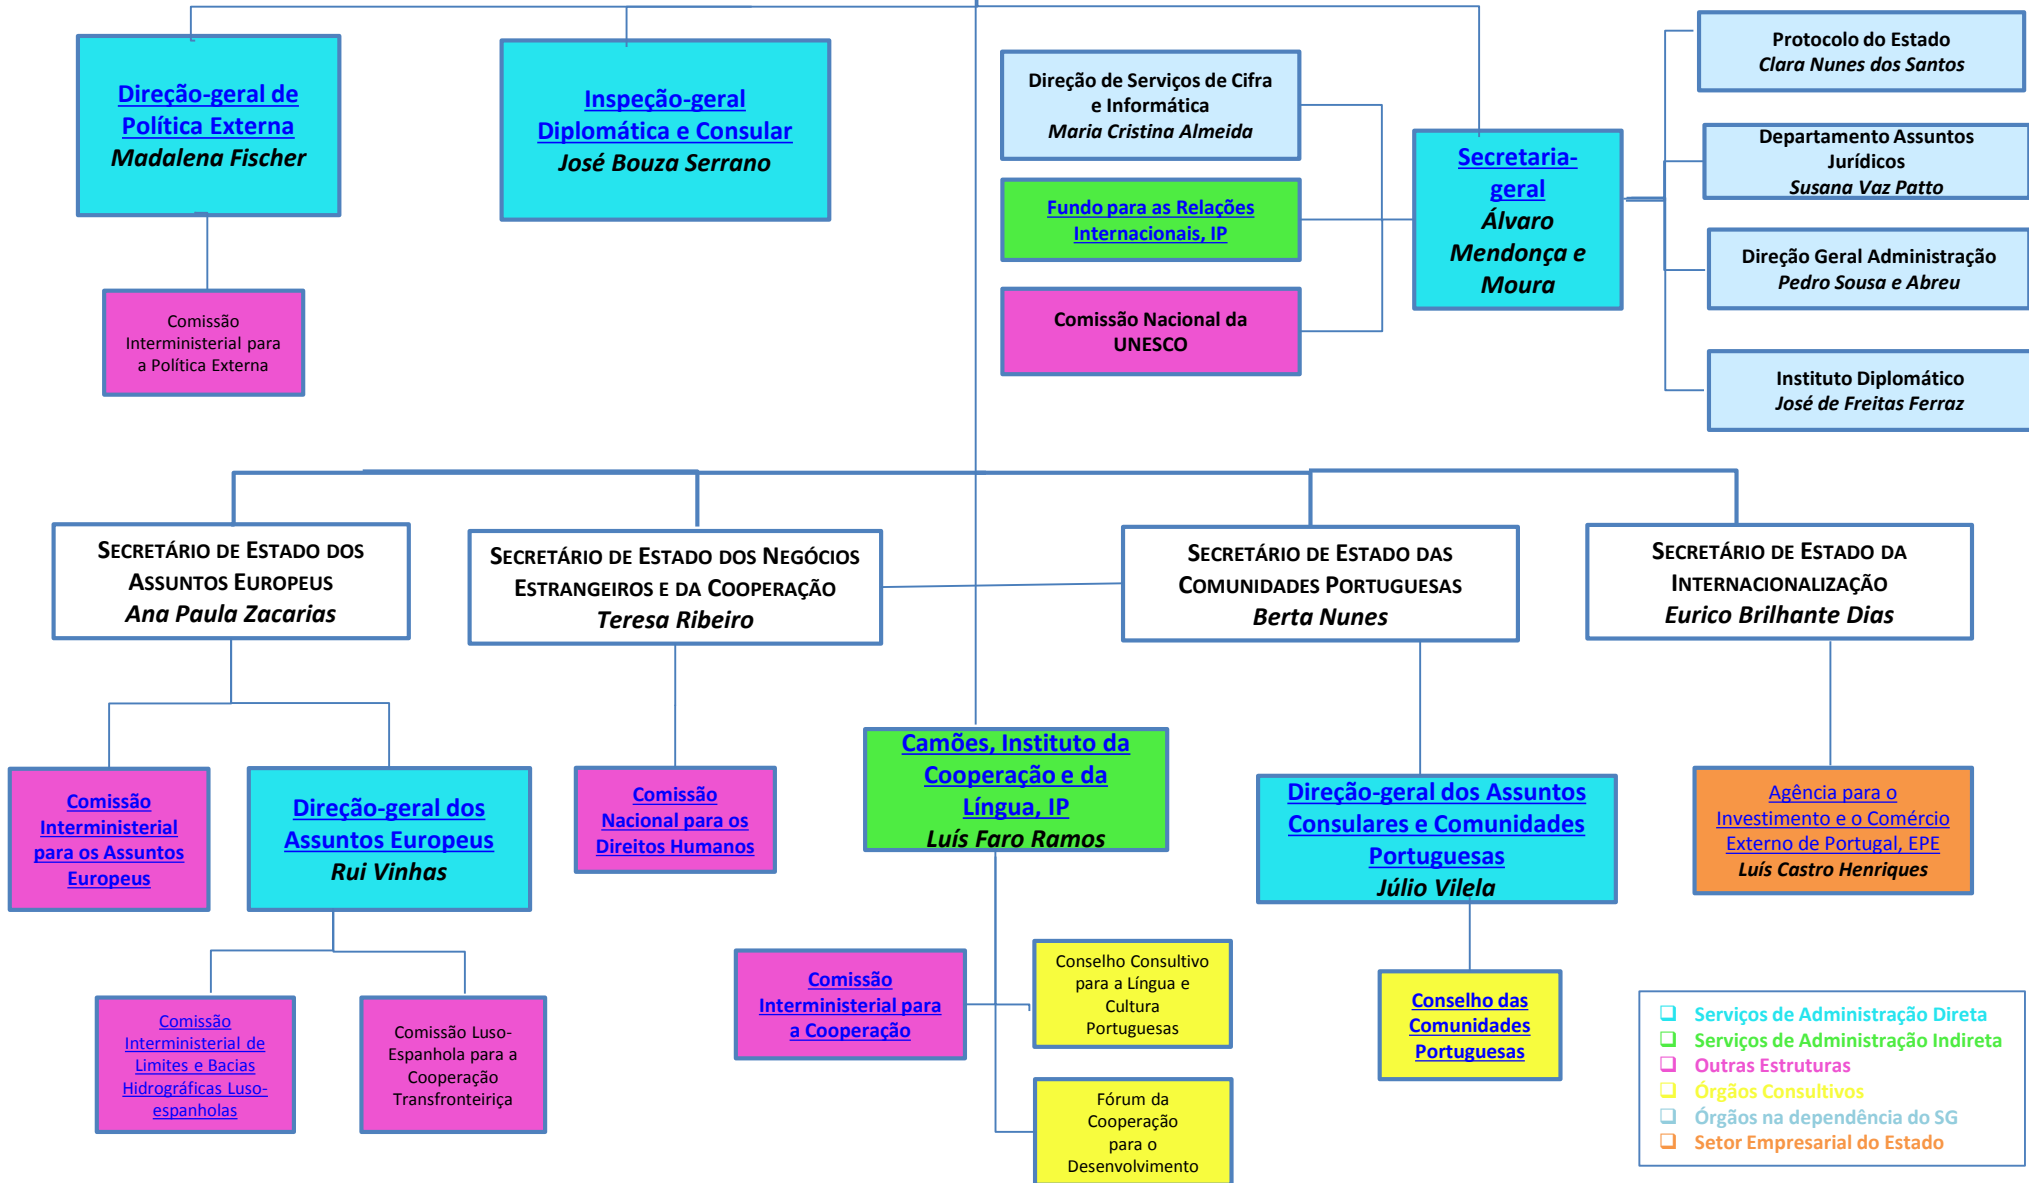 Direção-geral de
Política Externa
Madalena Fischer
Inspeção-geral
Diplomática e Consular
José Bouza Serrano
Direção de Serviços de Cifra
e Informática
Maria Cristina Almeida
Fundo para as Relações
Internacionais, IP
Comissão Nacional da
UNESCO
Secretaria-
geral
Álvaro
Mendonça e
Moura
Protocolo do Estado
Clara Nunes dos Santos
Departamento Assuntos
Jurídicos
Susana Vaz Patto
Direção Geral Administração
Pedro Sousa e Abreu
Instituto Diplomático
José de Freitas Ferraz
Comissão
Interministerial para
a Política Externa
SECRETÁRIO DE ESTADO DOS
ASSUNTOS EUROPEUS
Ana Paula Zacarias
SECRETÁRIO DE ESTADO DOS NEGÓCIOS
ESTRANGEIROS E DA COOPERAÇÃO
Teresa Ribeiro
SECRETÁRIO DE ESTADO DAS
COMUNIDADES PORTUGUESAS
Berta Nunes
SECRETÁRIO DE ESTADO DA
INTERNACIONALIZAÇÃO
Eurico Brilhante Dias
Comissão
Interministerial
para os Assuntos
Europeus
Direção-geral dos
Assuntos Europeus
Rui Vinhas
Comissão
Nacional para os
Direitos Humanos
Camões, Instituto da
Cooperação e da
Língua, IP
Luís Faro Ramos
Direção-geral dos Assuntos
Consulares e Comunidades
Portuguesas
Júlio Vilela
Agência para o
Investimento e o Comércio
Externo de Portugal, EPE
Luís Castro Henriques
Comissão
Interministerial de
Limites e Bacias
Hidrográficas Luso-
espanholas
Comissão Luso-
Espanhola para a
Cooperação
Transfronteiriça
Comissão
Interministerial para
a Cooperação
Conselho Consultivo
para a Língua e
Cultura
Portuguesas
Fórum da
Cooperação
para o
Desenvolvimento
Conselho das
Comunidades
Portuguesas
Serviços de Administração Direta
Serviços de Administração Indireta
Outras Estruturas
Órgãos Consultivos
Órgãos na dependência do SG
Setor Empresarial do Estado